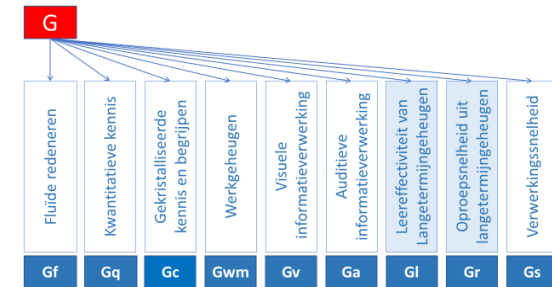 G
Fluïde redeneren
Kwantitatieve kennis
Gekristalliseerde
kennis en begrijpen
Werkgeheugen
Visuele
informatieverwerking
Auditieve
informatieverwerking
Leereffectiviteit van
Langetermijngeheugen
Oproepsnelheid uit
langetermijngeheugen
Verwerkingssnelheid
Gf
Gq
Gc
Gwm
Gv
Ga
Gl
Gr
Gs